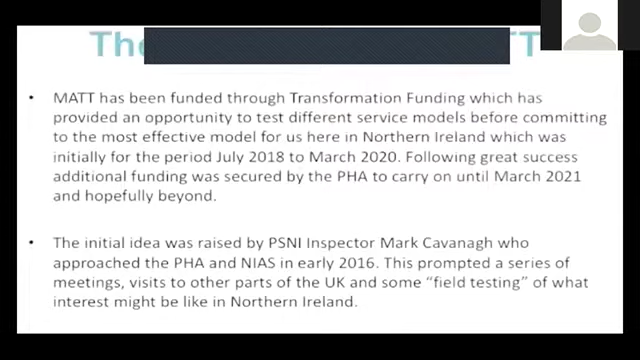 The
• MATT has been funded through Transformation Funding which has
provided an opportunity to test different service models before committing
to the most effective model for us here in Northern Ireland which was
initially for the period July 2018 to March 2020. Following great success
additional funding was secured by the PHA to carry on until March 2021
and hopefully beyond.
• The initial idea was raised by PSNI Inspector Mark Cavanagh who
approached the PHA and NIAS in early 2016. This prompted a series of
meetings, visits to other parts of the UK and some “field testing” of what
interest might be like in Northern Ireland.